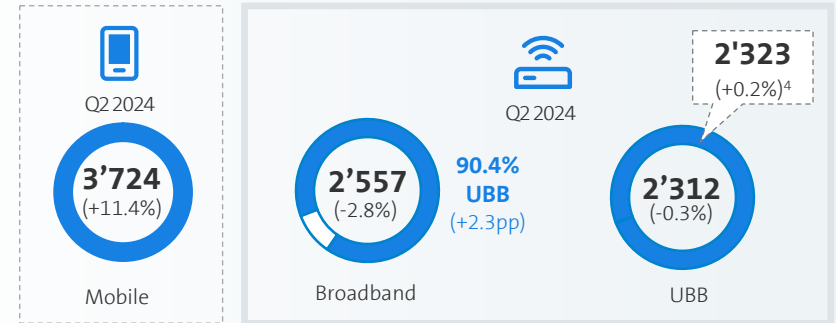 Q2 2024
3’724
(+11.4%)
Mobile
Q2 2024
2’557
(-2.8%)
Broadband
90.4%
UBB
(+2.3pp)
2'323
(+0.2%)⁴
2’312
(-0.3%)
UBB